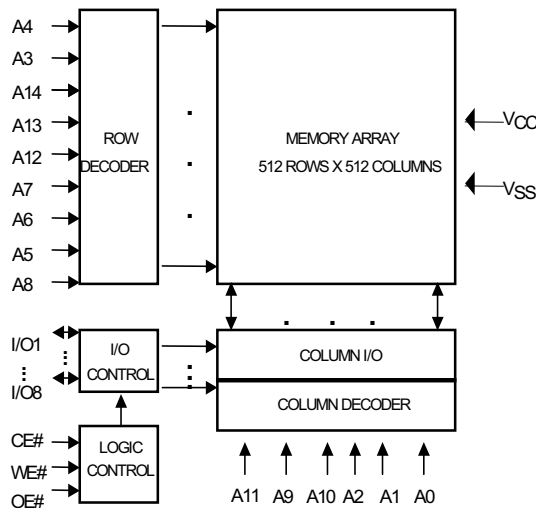 A4
A3
A14
A13
A12
A7
A6
A5
A8
ROW
DECODER
MEMORY ARRAY
512 ROWS X 512 COLUMNS
VCC
VSS
I/O1
I/O8
I/O
CONTROL
COLUMN I/O
COLUMN DECODER
CE#
WE#
OE#
LOGIC
CONTROL
A11 A9 A10 A2 A1 A0